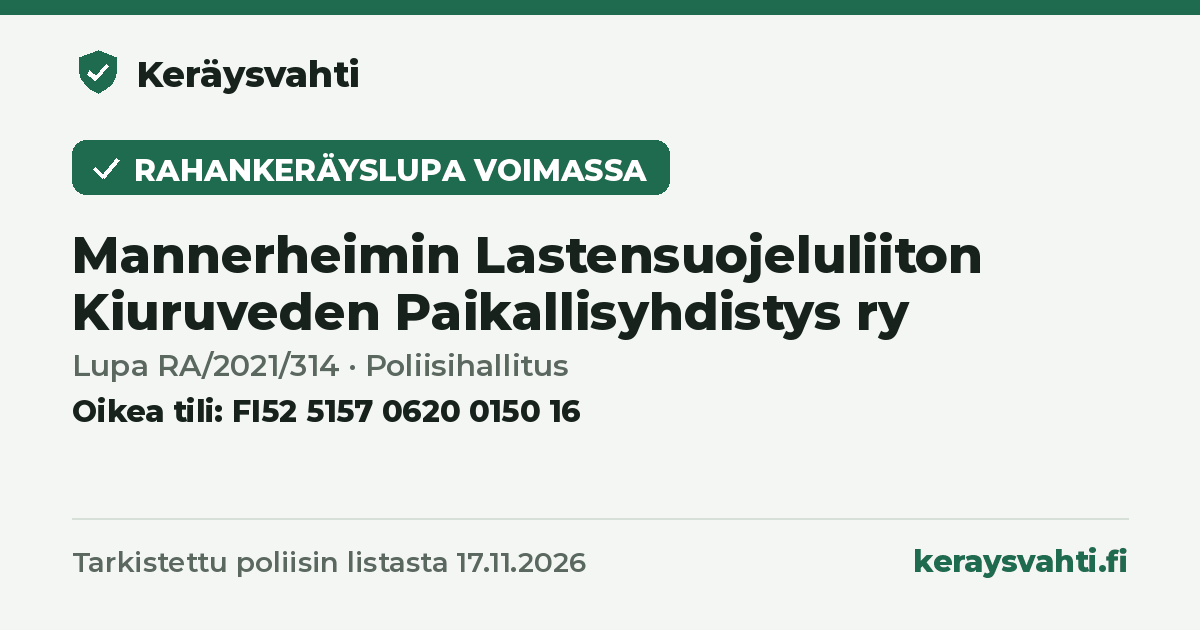 Keräysvahti
RAHANKERÄYSLUPA VOIMASSA
Mannerheimin Lastensuojeluliiton
Kiuruveden Paikallisyhdistys ry
Lupa RA/2021/314 · Poliisihallitus
Oikea tili: FI52 5157 0620 0150 16
Tarkistettu poliisin listasta 17.11.2026
keraysvahti.fi